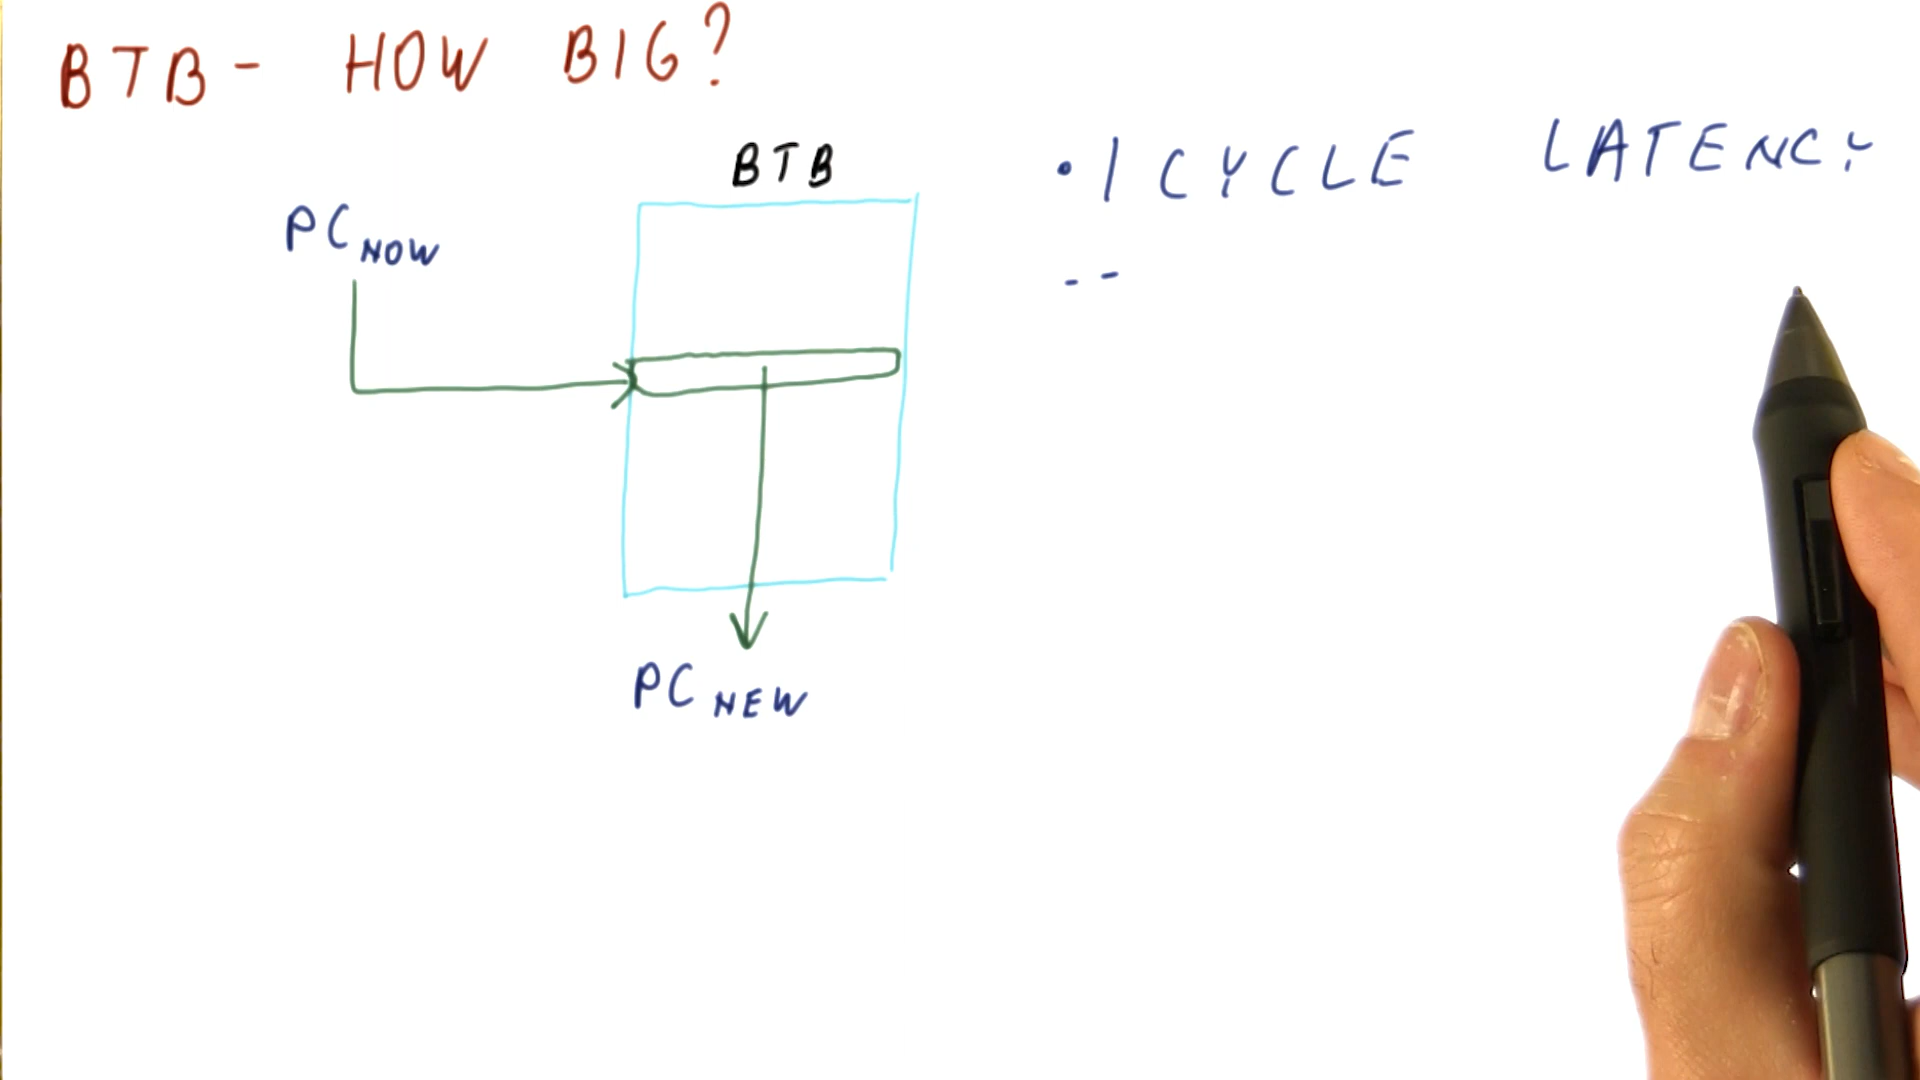 BTB - HOW BIG?
BTB
• 1 CYCLE LATENCY
PC NOW
PC NEW